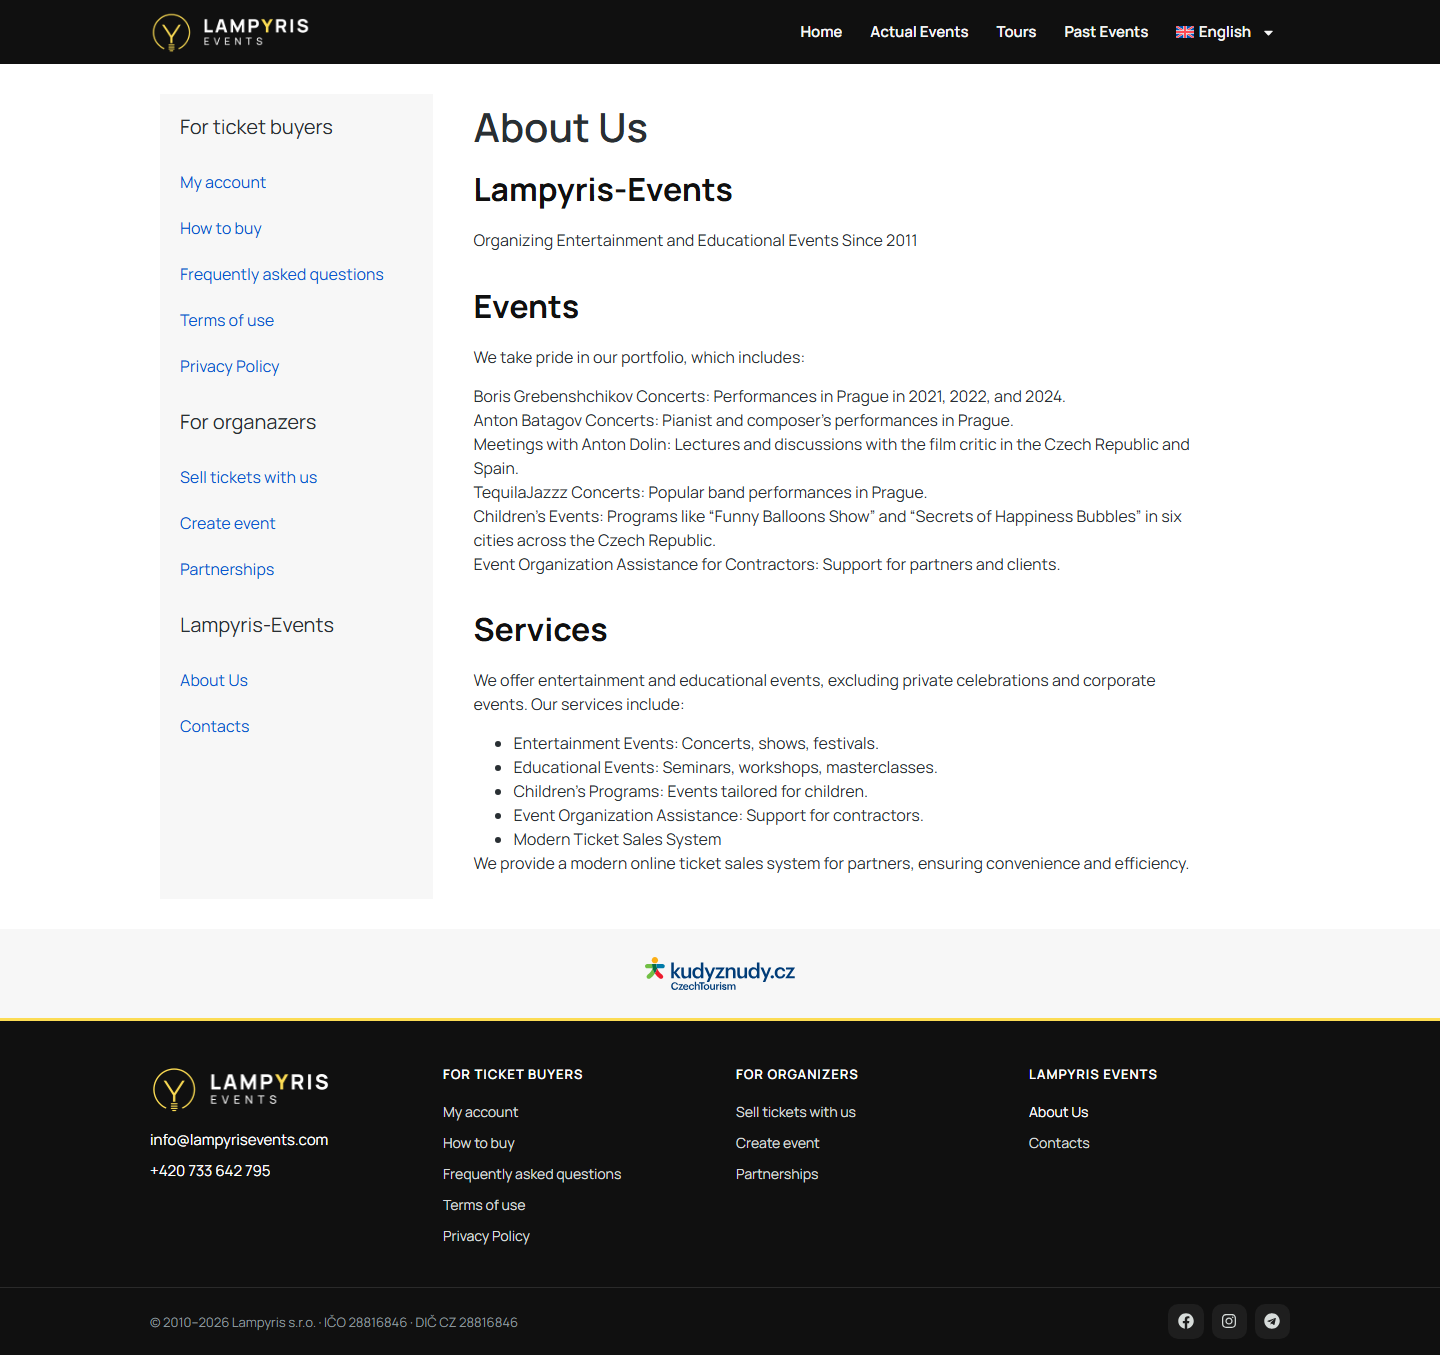 LAMPYRIS
EVENTS
Home
Actual Events
Tours
Past Events
English
For ticket buyers
My account
How to buy
Frequently asked questions
Terms of use
Privacy Policy
For organazers
Sell tickets with us
Create event
Partnerships
Lampyris-Events
About Us
Contacts
About Us
Lampyris-Events
Organizing Entertainment and Educational Events Since 2011
Events
We take pride in our portfolio, which includes:
Boris Grebenshchikov Concerts: Performances in Prague in 2021, 2022, and 2024.
Anton Batagov Concerts: Pianist and composer’s performances in Prague.
Meetings with Anton Dolin: Lectures and discussions with the film critic in the Czech Republic and
Spain.
TequilaJazzz Concerts: Popular band performances in Prague.
Children’s Events: Programs like “Funny Balloons Show” and “Secrets of Happiness Bubbles” in six
cities across the Czech Republic.
Event Organization Assistance for Contractors: Support for partners and clients.
Services
We offer entertainment and educational events, excluding private celebrations and corporate
events. Our services include:
• Entertainment Events: Concerts, shows, festivals.
• Educational Events: Seminars, workshops, masterclasses.
• Children’s Programs: Events tailored for children.
• Event Organization Assistance: Support for contractors.
• Modern Ticket Sales System
We provide a modern online ticket sales system for partners, ensuring convenience and efficiency.
kudyznudy.cz
CzechTourism
LAMPYRIS
EVENTS
info@lampyrisevents.com
+420 733 642 795
FOR TICKET BUYERS
My account
How to buy
Frequently asked questions
Terms of use
Privacy Policy
FOR ORGANIZERS
Sell tickets with us
Create event
Partnerships
LAMPYRIS EVENTS
About Us
Contacts
© 2010–2026 Lampyris s.r.o. · IČO 28816846 · DIČ CZ 28816846